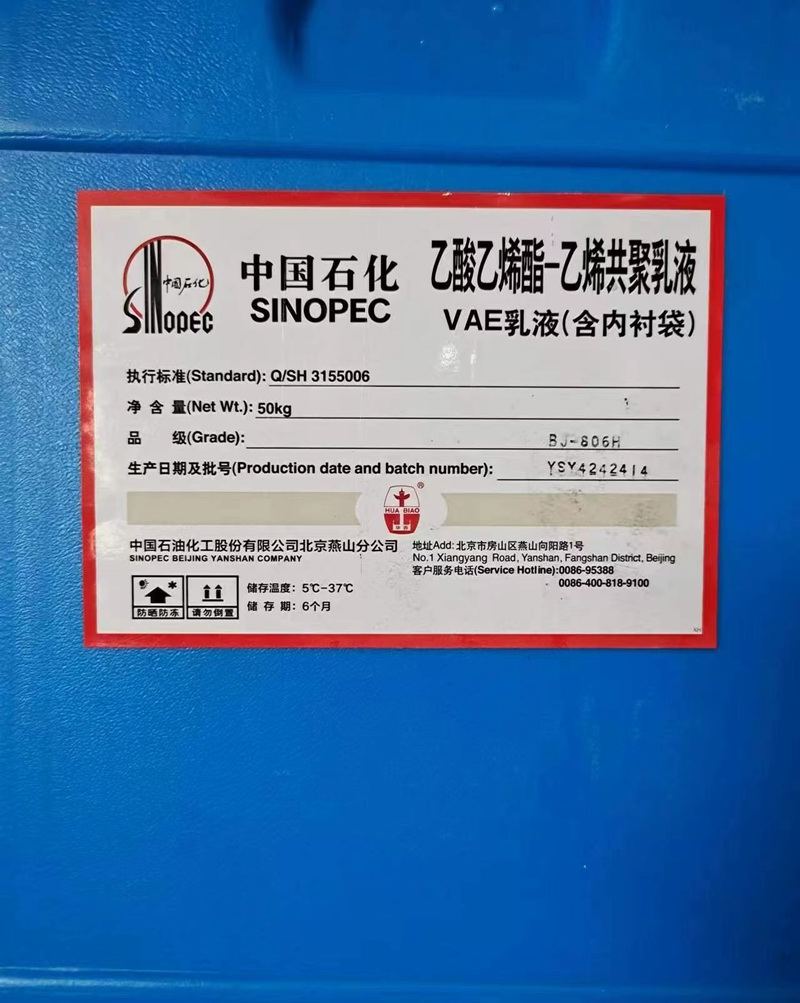 SINOPEC
中国石化
中国石化
SINOPEC
乙酸乙烯酯-乙烯共聚乳液
VAE乳液(含内衬袋)
执行标准(Standard): Q/SH 3155006
净 含 量(Net Wt.): 50kg
品 级(Grade): BJ-806H
生产日期及批号(Production date and batch number): YSY4242414
HUA BIAO
华表
®
中国石油化工股份有限公司北京燕山分公司
SINOPEC BEIJING YANSHAN COMPANY
地址Add: 北京市房山区燕山向阳路1号
No.1 Xiangyang Road, Yanshan, Fangshan District, Beijing
客户服务电话(Service Hotline):0086-95388
0086-400-818-9100
防晒防冻
请勿倒置
储存温度: 5℃-37℃
储 存 期: 6个月